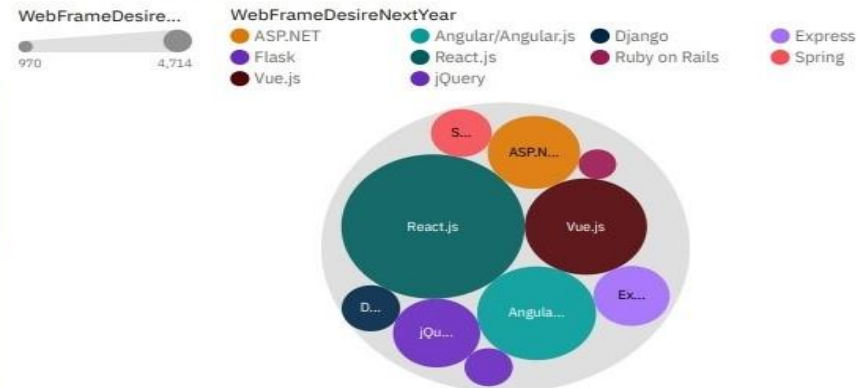 WebFrameDesire...
970
4,714
WebFrameDesireNextYear
ASP.NET
Angular/Angular.js
Django
Express
Flask
React.js
Ruby on Rails
Spring
Vue.js
jQuery
S...
ASP.N...
React.js
Vue.js
Ex...
D...
Angula...
jQu...